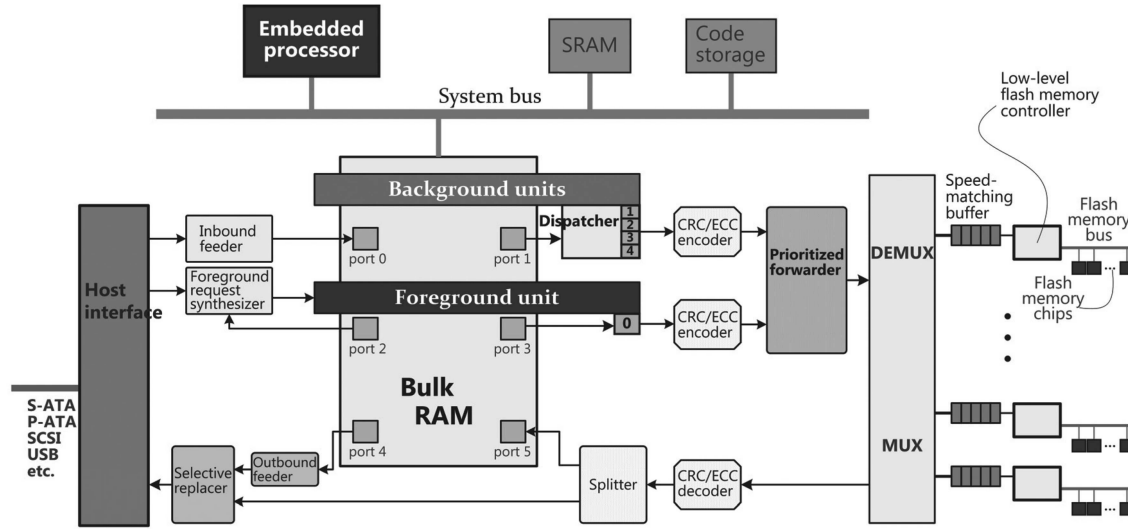 Embedded
processor
SRAM
Code
storage
System bus
Low-level
flash memory
controller
Background units
Speed-
matching
buffer
Flash
memory
bus
Inbound
feeder
port 0
port 1
Dispatcher
1
2
3
4
CRC/ECC
encoder
Prioritized
forwarder
DEMUX
Foreground
request
synthesizer
Host
interface
Foreground unit
0
CRC/ECC
encoder
Flash
memory
chips
port 2
port 3
Bulk
RAM
S-ATA
P-ATA
SCSI
USB
etc.
port 4
port 5
MUX
Selective
replacer
Outbound
feeder
Splitter
CRC/ECC
decoder